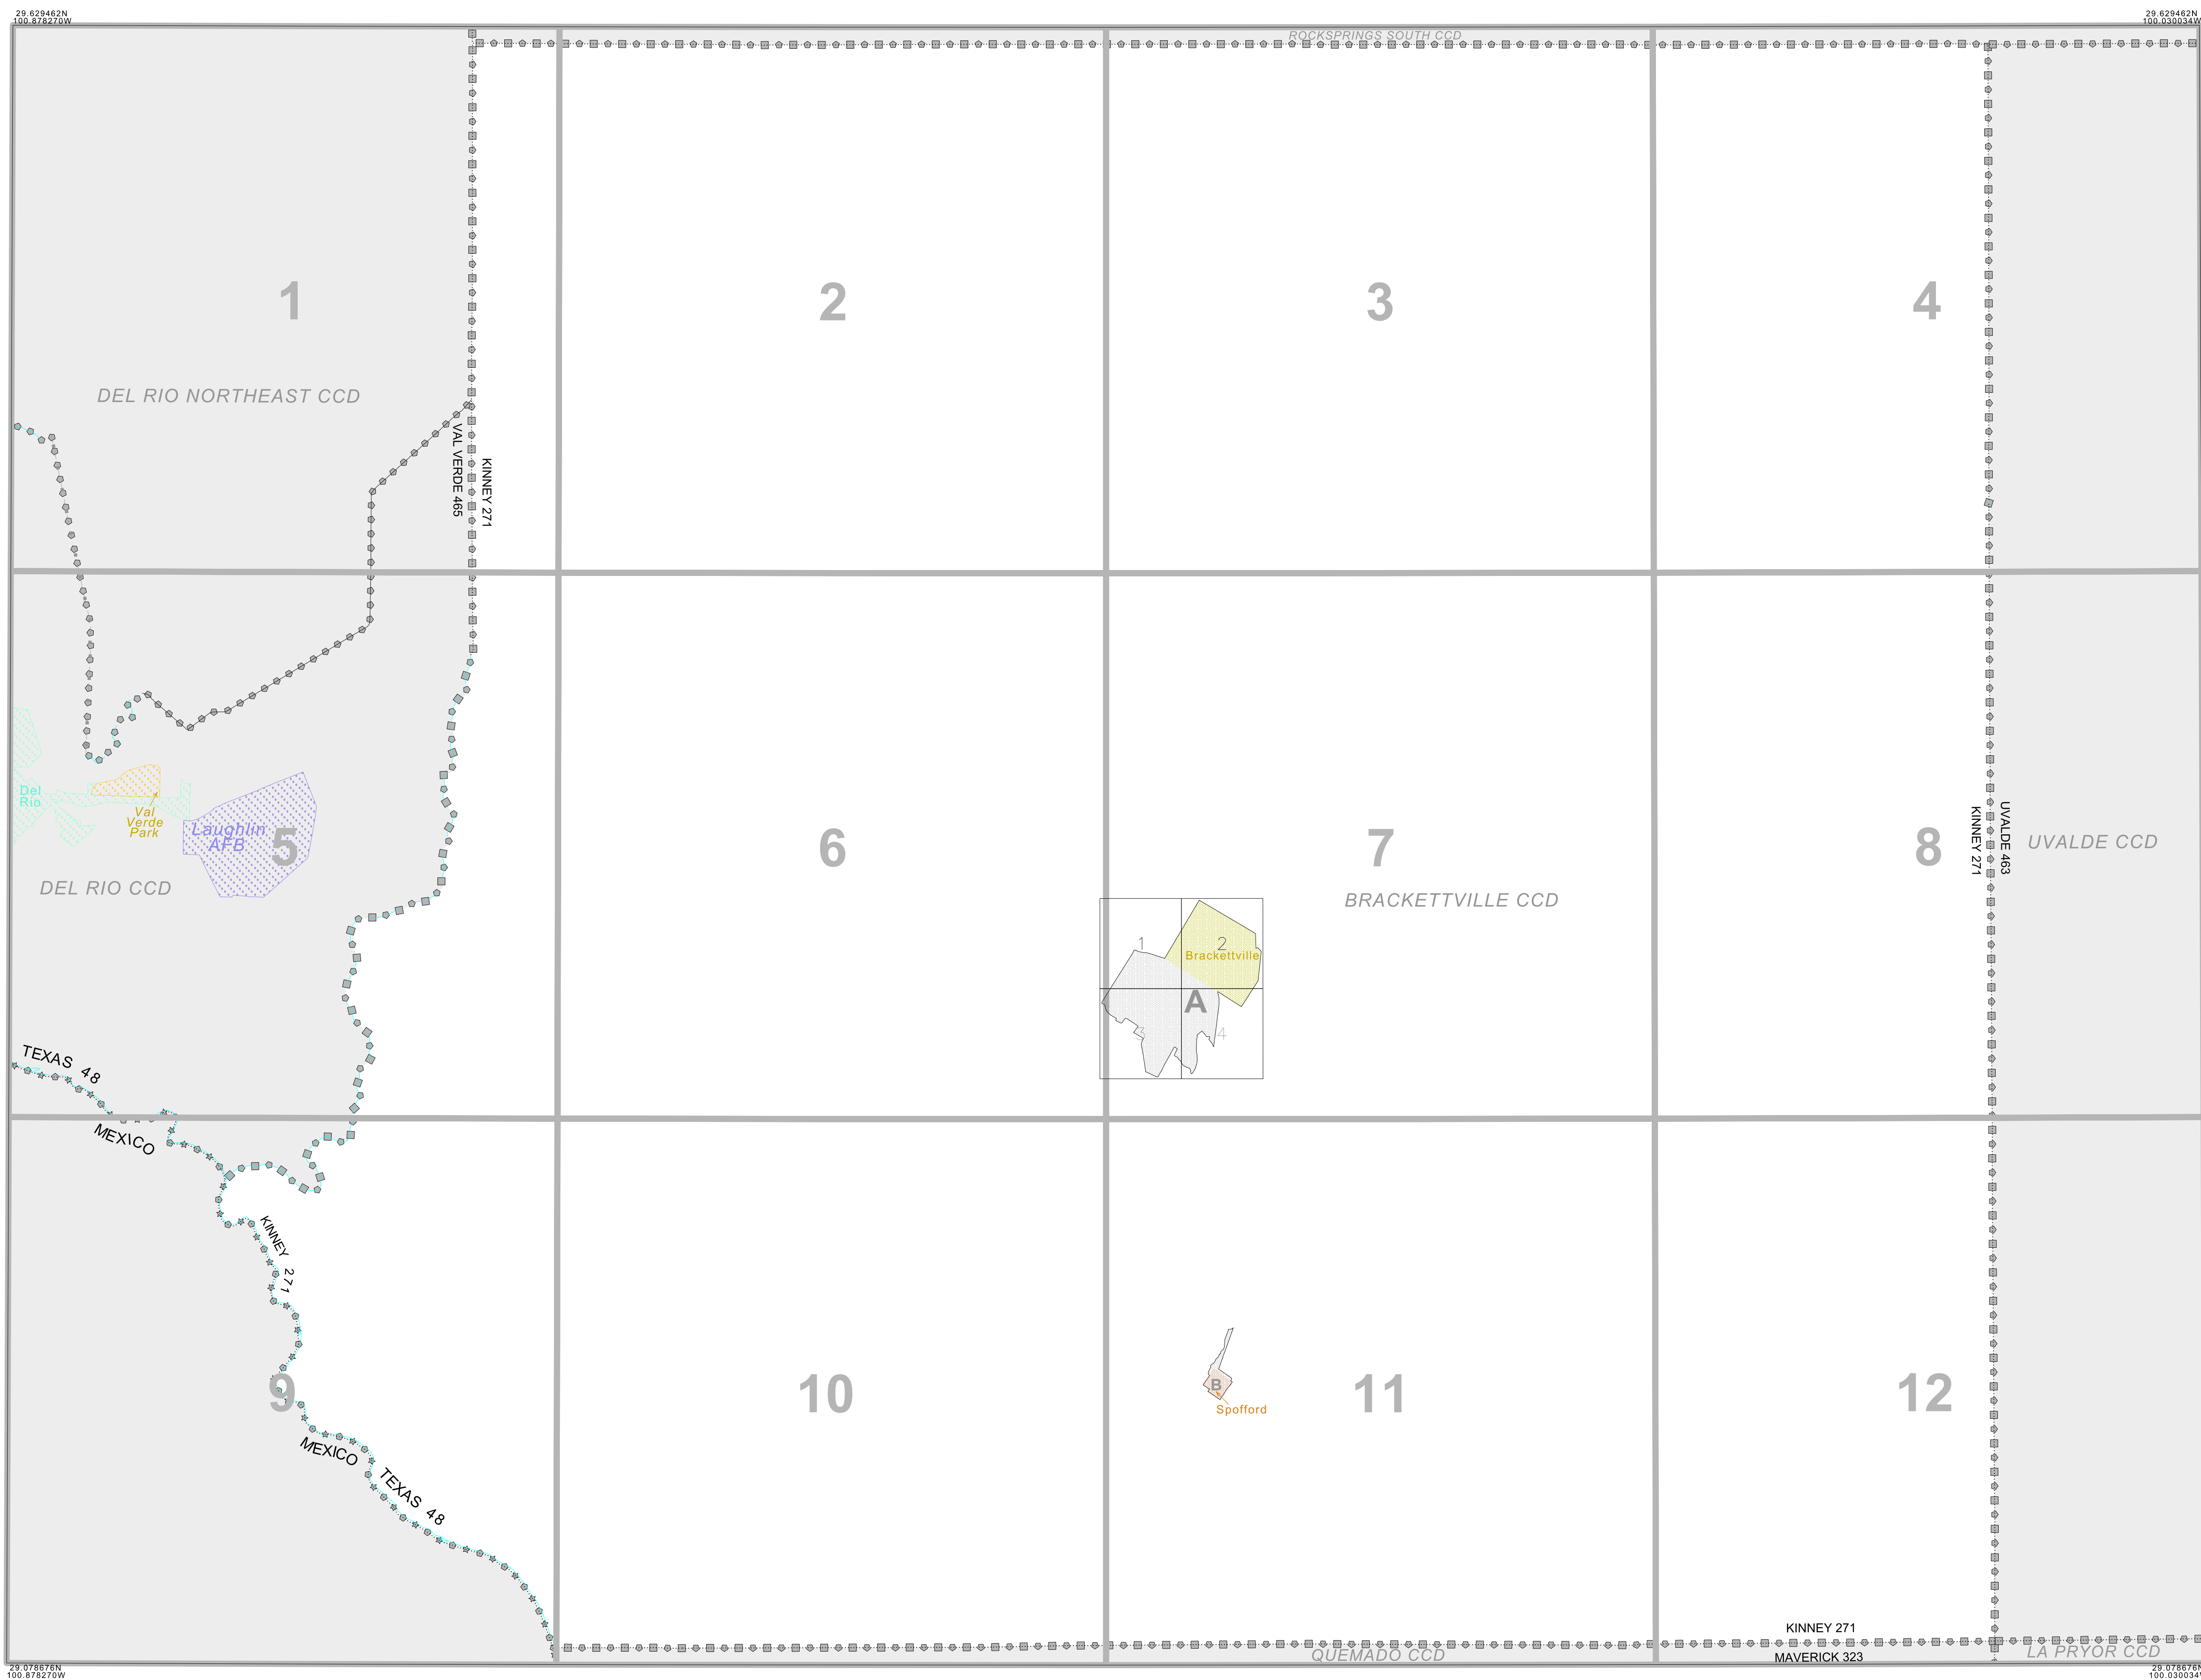 29.629462N
100.878270W
29.629462N
100.030034W
ROCKSPRINGS SOUTH CCD
1
2
3
4
DEL RIO NORTHEAST CCD
VAL VERDE 465
KINNEY 271
Del
Rio
Val
Verde
Park
Laughlin
AFB
5
6
7
8
UVALDE 463
KINNEY 271
UVALDE CCD
DEL RIO CCD
BRACKETTVILLE CCD
1
2
Brackettville
A
3
4
TEXAS 48
MEXICO
KINNEY 271
9
10
11
12
B
Spofford
MEXICO
TEXAS 48
KINNEY 271
MAVERICK 323
QUEMADO CCD
LA PRYOR CCD
29.078676N
100.878270W
29.078676N
100.030034W